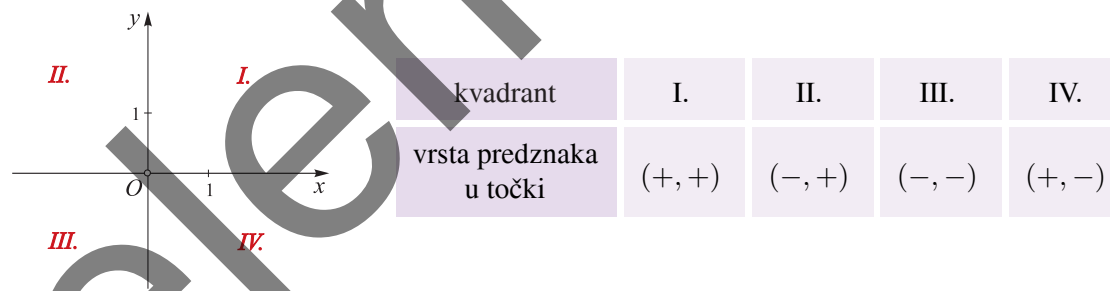 y
II.
I.
1
O
1
x
III.
IV.
kvadrant I. II. III. IV.
vrsta predznaka
u točki
(+, +) (−, +) (−, −) (+, −)